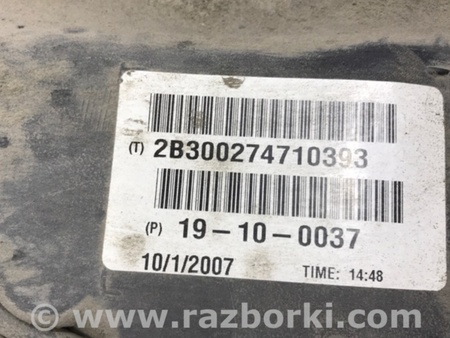 (T) 2B300274710393
(P) 19-10-0037
10/1/2007 TIME: 14:48
www.razborki.com